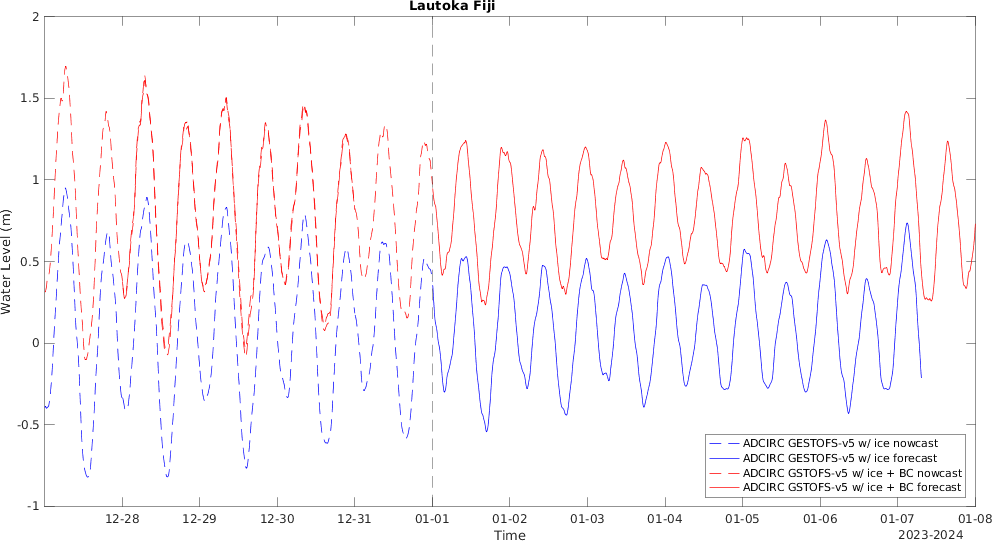 Lautoka Fiji
2
1.5
1
0.5
0
-0.5
-1
Water Level (m)
ADCIRC GESTOFS-v5 w/ ice nowcast
ADCIRC GESTOFS-v5 w/ ice forecast
ADCIRC GSTOFS-v5 w/ ice + BC nowcast
ADCIRC GSTOFS-v5 w/ ice + BC forecast
12-28 12-29 12-30 12-31 01-01 01-02 01-03 01-04 01-05 01-06 01-07 01-08
Time
2023-2024